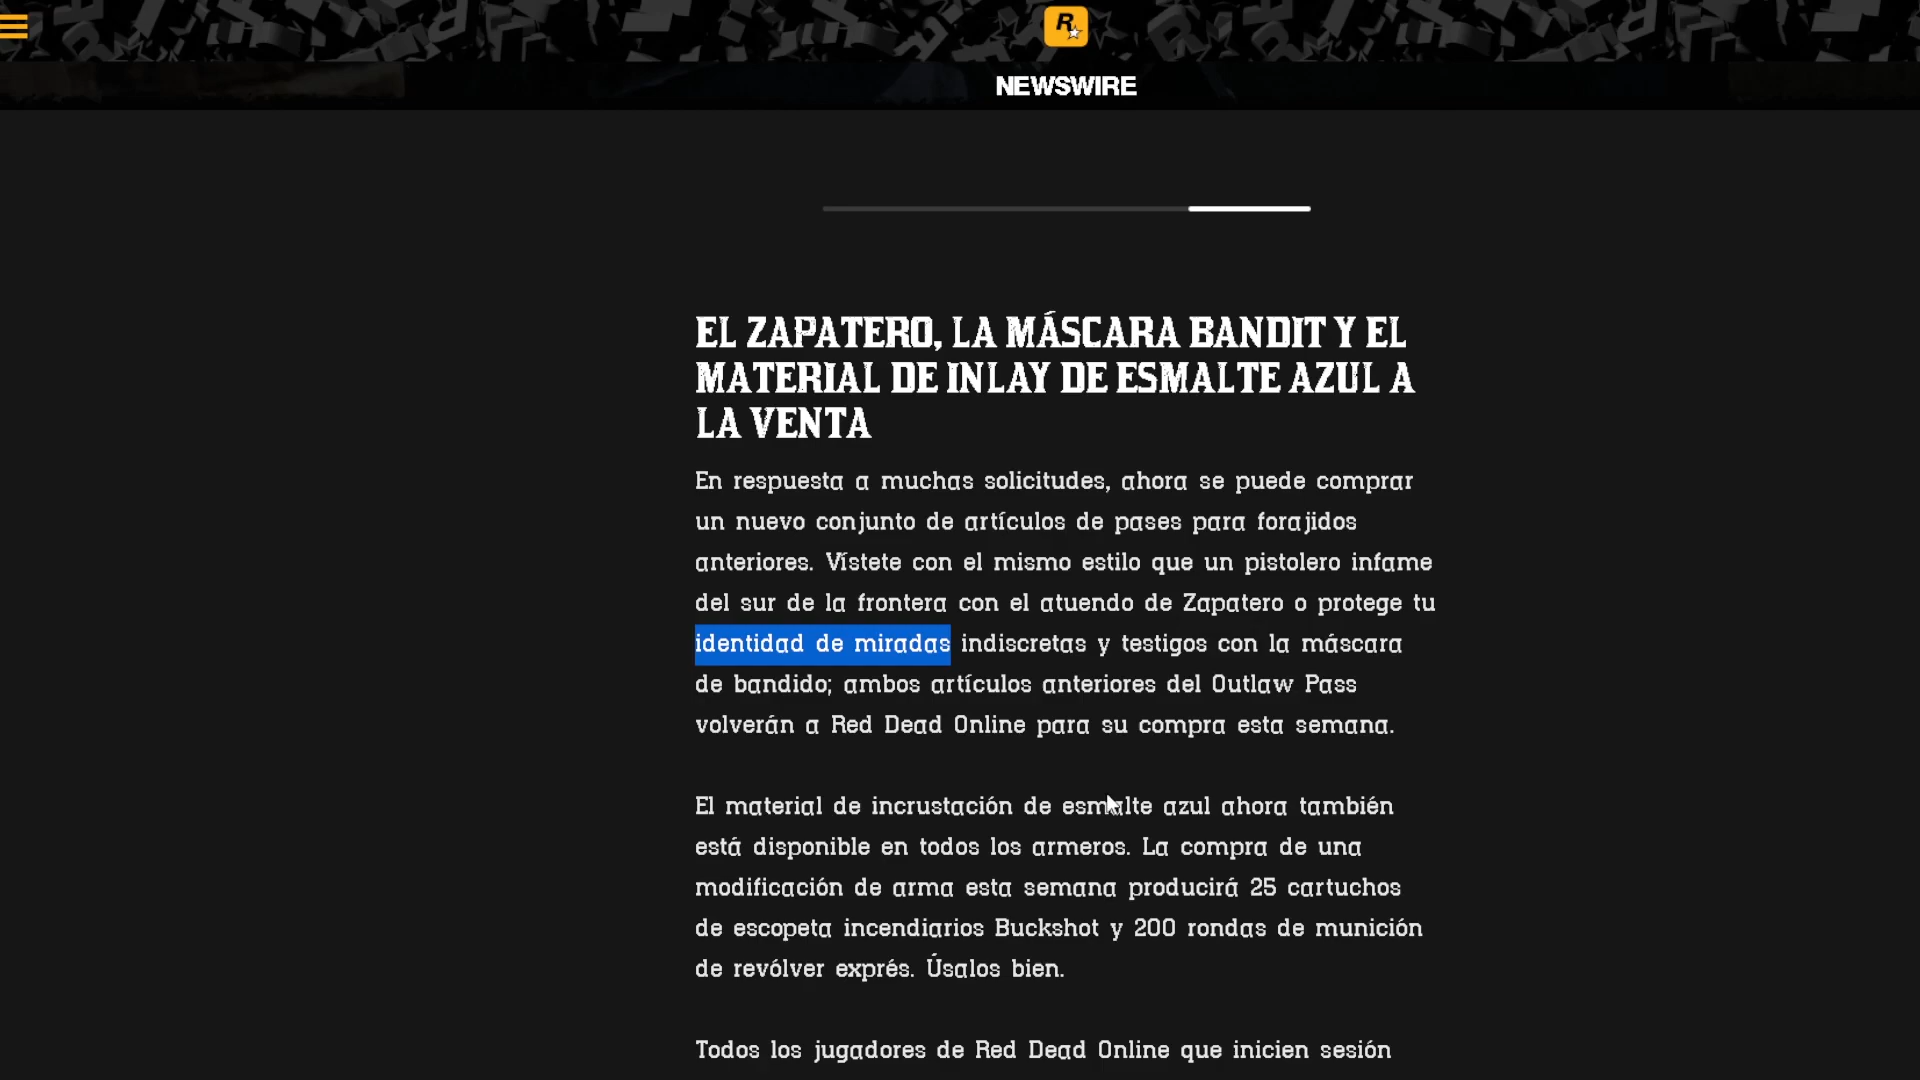 R
NEWSWIRE
EL ZAPATERO, LA MÁSCARA BANDIT Y EL
MATERIAL DE INLAY DE ESMALTE AZUL A
LA VENTA
En respuesta a muchas solicitudes, ahora se puede comprar
un nuevo conjunto de artículos de pases para forajidos
anteriores. Vístete con el mismo estilo que un pistolero infame
del sur de la frontera con el atuendo de Zapatero o protege tu
identidad de miradas indiscretas y testigos con la máscara
de bandido; ambos artículos anteriores del Outlaw Pass
volverán a Red Dead Online para su compra esta semana.
El material de incrustación de esmalte azul ahora también
está disponible en todos los armeros. La compra de una
modificación de arma esta semana producirá 25 cartuchos
de escopeta incendiarios Buckshot y 200 rondas de munición
de revólver exprés. Úsalos bien.
Todos los jugadores de Red Dead Online que inicien sesión